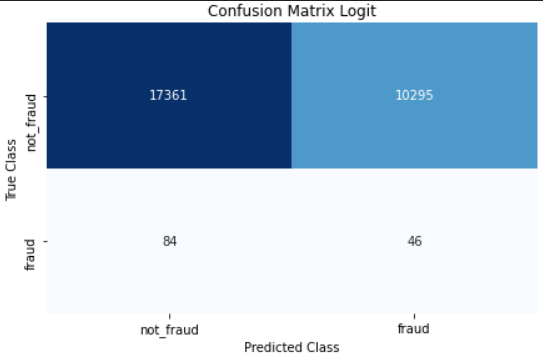 Confusion Matrix Logit
True Class
not_fraud
17361 10295
fraud
84 46
not_fraud fraud
Predicted Class